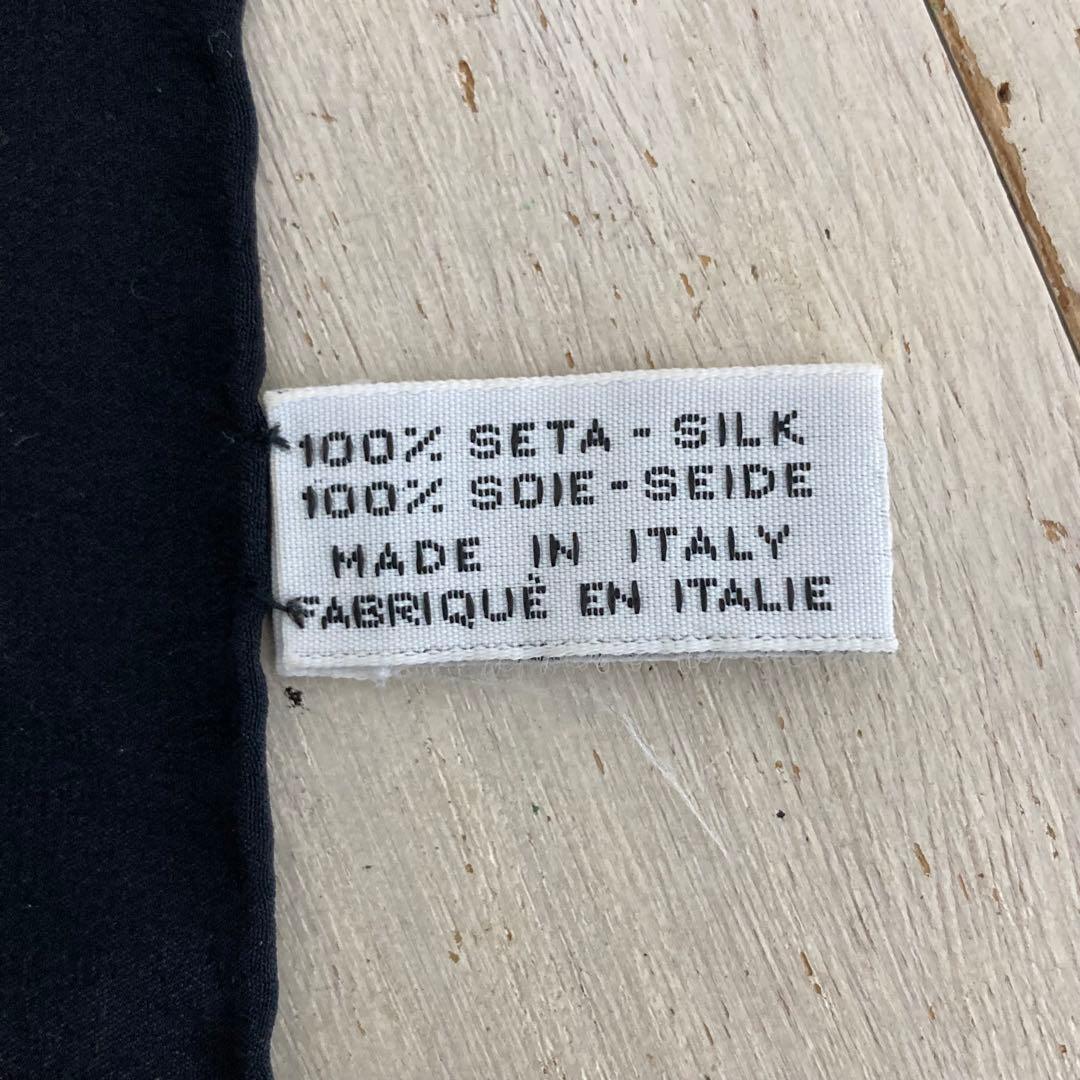 100% SETA - SILK
100% SOIE - SEIDE
MADE IN ITALY
FABRIQUÉ EN ITALIE